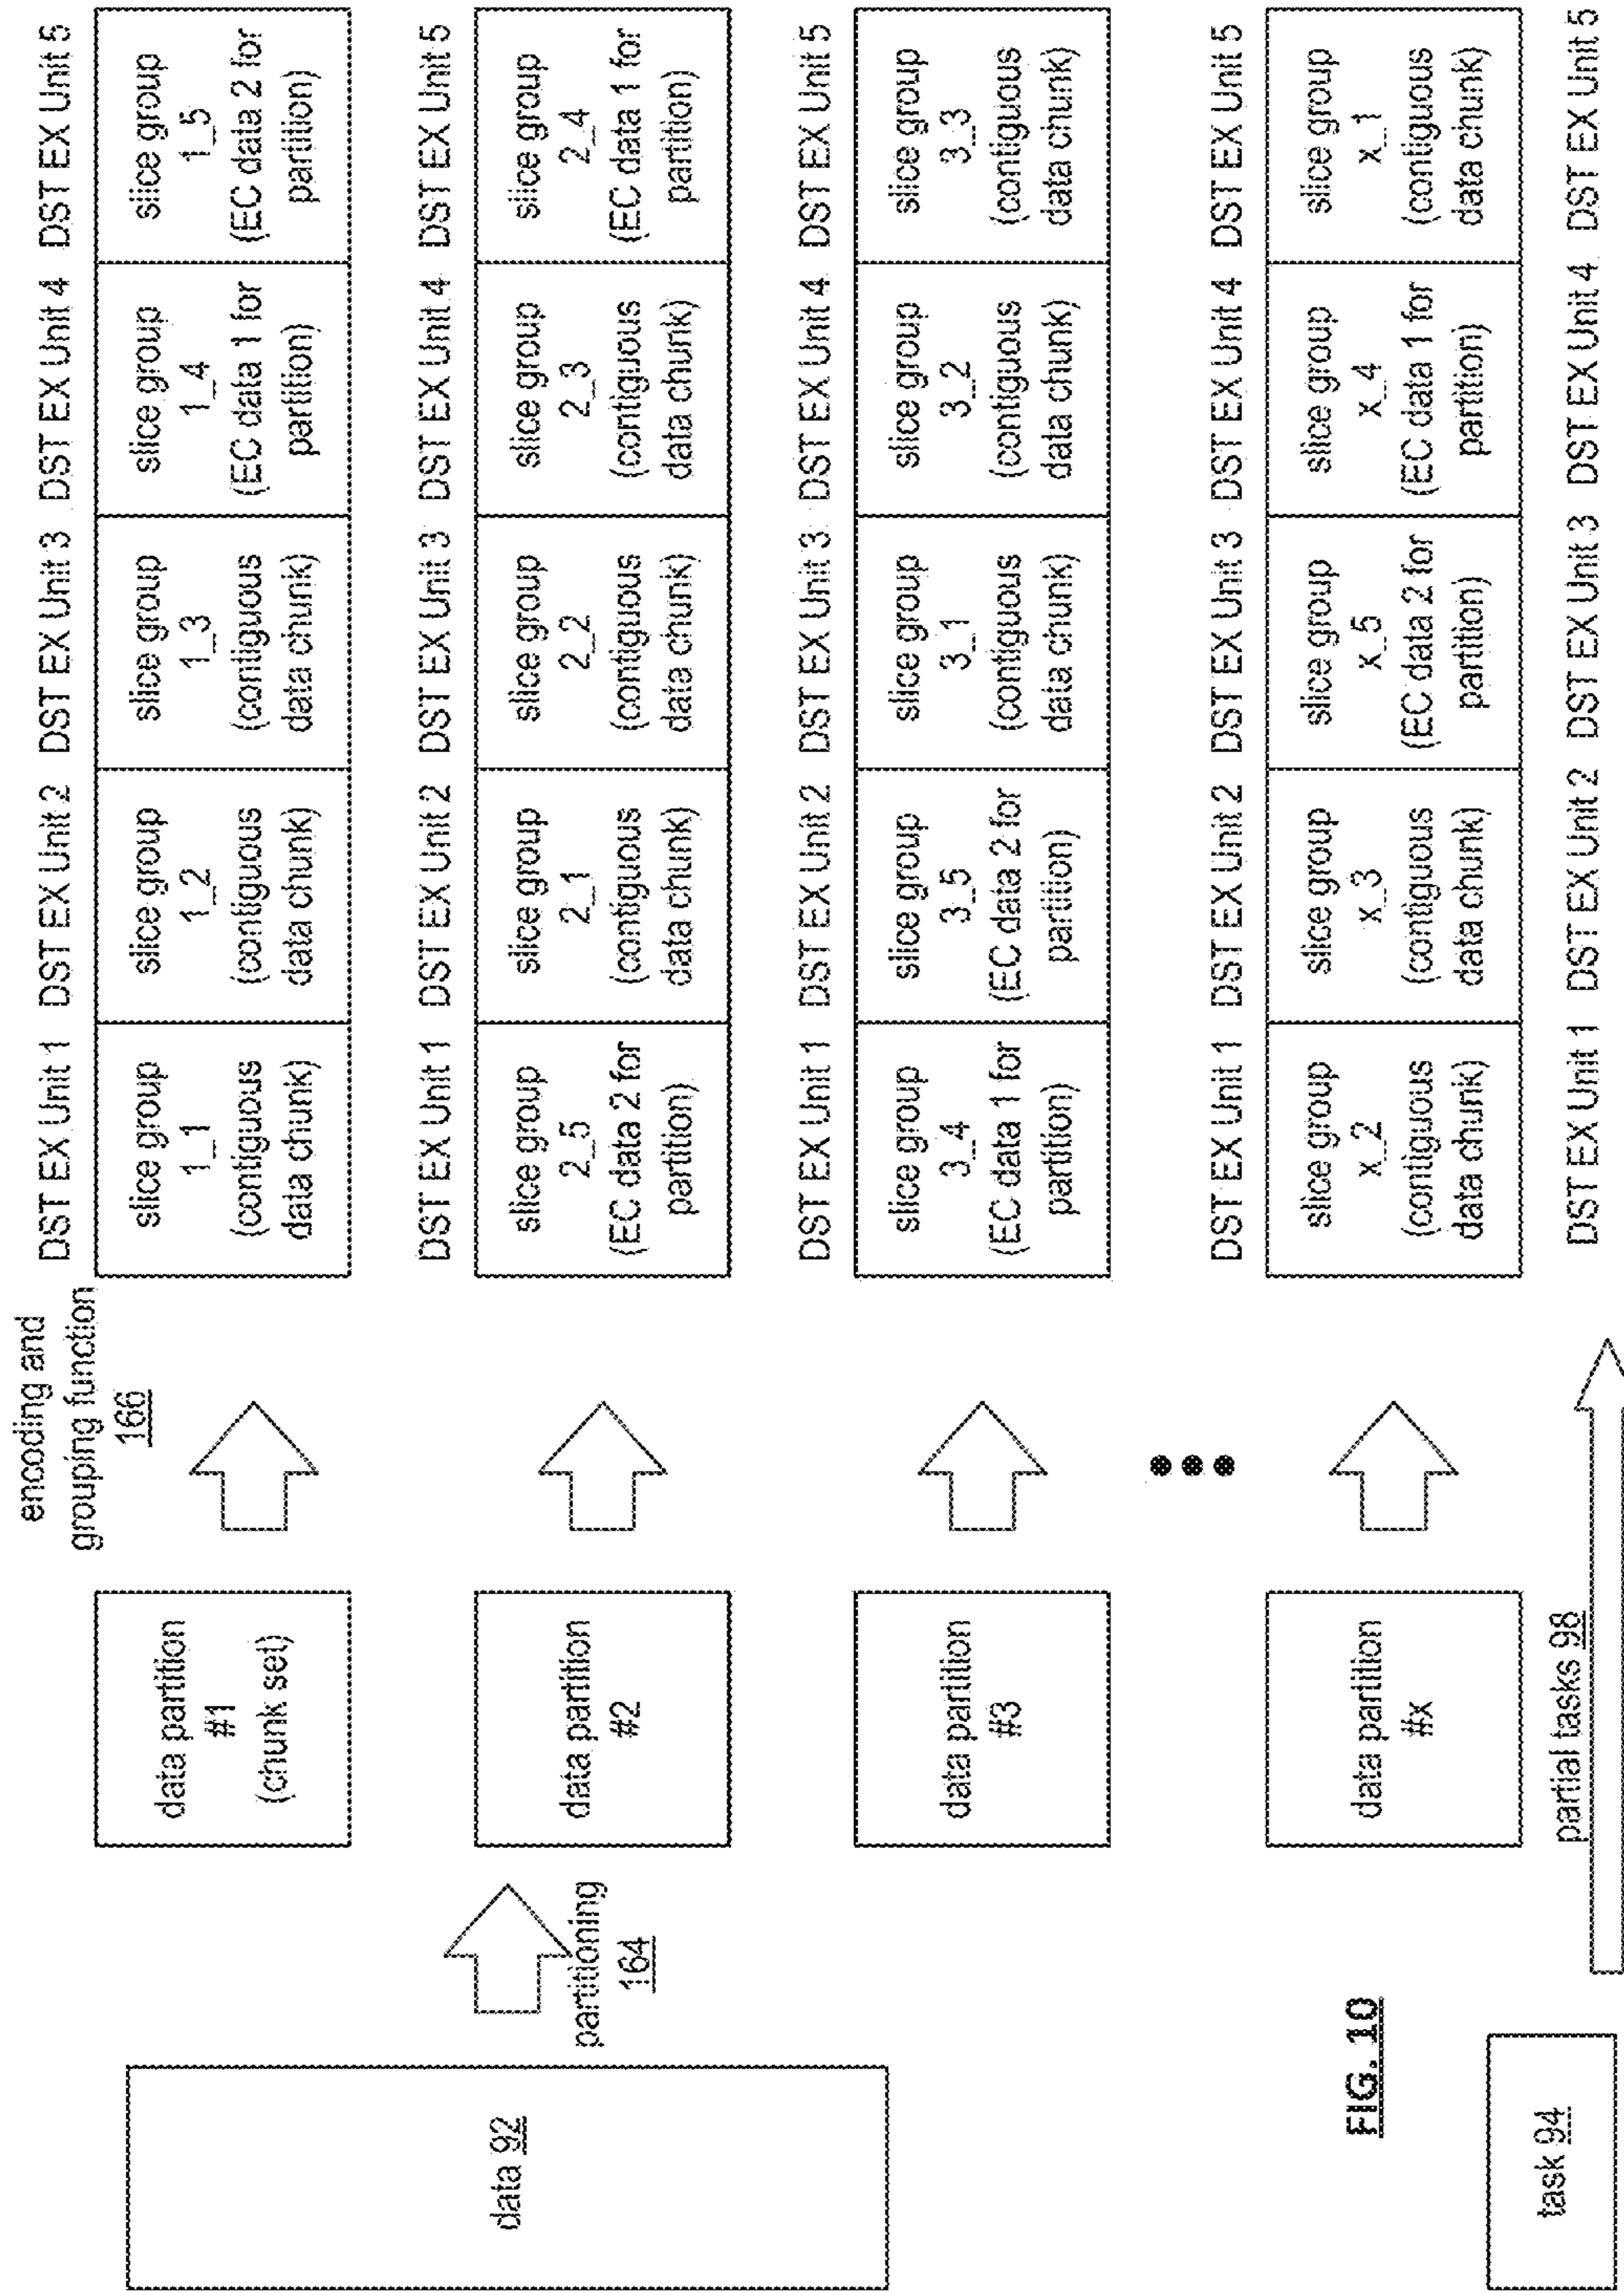 encoding and
grouping function
166
data 92
partitioning
164
data partition
#1
(chunk set)
DST EX Unit 1 DST EX Unit 2 DST EX Unit 3 DST EX Unit 4 DST EX Unit 5
slice group
1_1
(contiguous
data chunk)
slice group
1_2
(contiguous
data chunk)
slice group
1_3
(contiguous
data chunk)
slice group
1_4
(EC data 1 for
partition)
slice group
1_5
(EC data 2 for
partition)
data partition
#2
DST EX Unit 1 DST EX Unit 2 DST EX Unit 3 DST EX Unit 4 DST EX Unit 5
slice group
2_5
(EC data 2 for
partition)
slice group
2_1
(contiguous
data chunk)
slice group
2_2
(contiguous
data chunk)
slice group
2_3
(contiguous
data chunk)
slice group
2_4
(EC data 1 for
partition)
data partition
#3
DST EX Unit 1 DST EX Unit 2 DST EX Unit 3 DST EX Unit 4 DST EX Unit 5
slice group
3_4
(EC data 1 for
partition)
slice group
3_5
(EC data 2 for
partition)
slice group
3_1
(contiguous
data chunk)
slice group
3_2
(contiguous
data chunk)
slice group
3_3
(contiguous
data chunk)
data partition
#x
DST EX Unit 1 DST EX Unit 2 DST EX Unit 3 DST EX Unit 4 DST EX Unit 5
slice group
x_2
(contiguous
data chunk)
slice group
x_3
(contiguous
data chunk)
slice group
x_5
(EC data 2 for
partition)
slice group
x_4
(EC data 1 for
partition)
slice group
x_1
(contiguous
data chunk)
FIG. 10
task 94
partial tasks 98
DST EX Unit 1 DST EX Unit 2 DST EX Unit 3 DST EX Unit 4 DST EX Unit 5